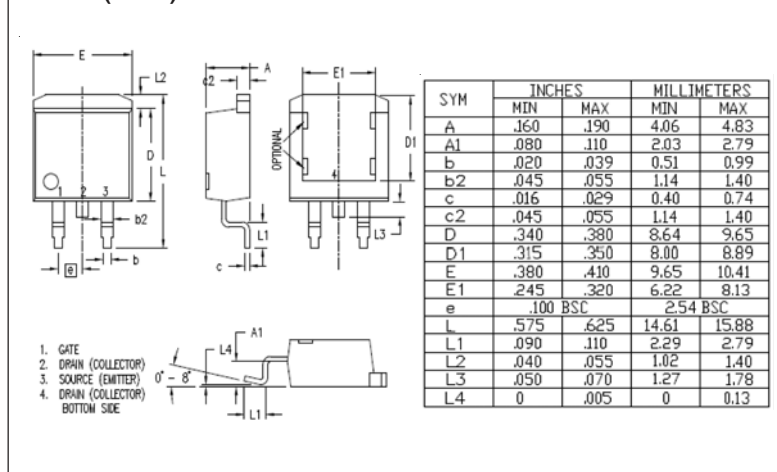 E
L2
D
L
1 2 3
b2
e
b
c2
A
L1
c
E1
OPTIONAL
D1
4
L3
A1
L4
0° - 8°
L1
1. GATE
2. DRAIN (COLLECTOR)
3. SOURCE (EMITTER)
4. DRAIN (COLLECTOR)
BOTTOM SIDE
SYM INCHES MILLIMETERS
MIN MAX MIN MAX
A .160 .190 4.06 4.83
A1 .080 .110 2.03 2.79
b .020 .039 0.51 0.99
b2 .045 .055 1.14 1.40
c .016 .029 0.40 0.74
c2 .045 .055 1.14 1.40
D .340 .380 8.64 9.65
D1 .315 .350 8.00 8.89
E .380 .410 9.65 10.41
E1 .245 .320 6.22 8.13
e .100 BSC 2.54 BSC
L .575 .625 14.61 15.88
L1 .090 .110 2.29 2.79
L2 .040 .055 1.02 1.40
L3 .050 .070 1.27 1.78
L4 0 .005 0 0.13